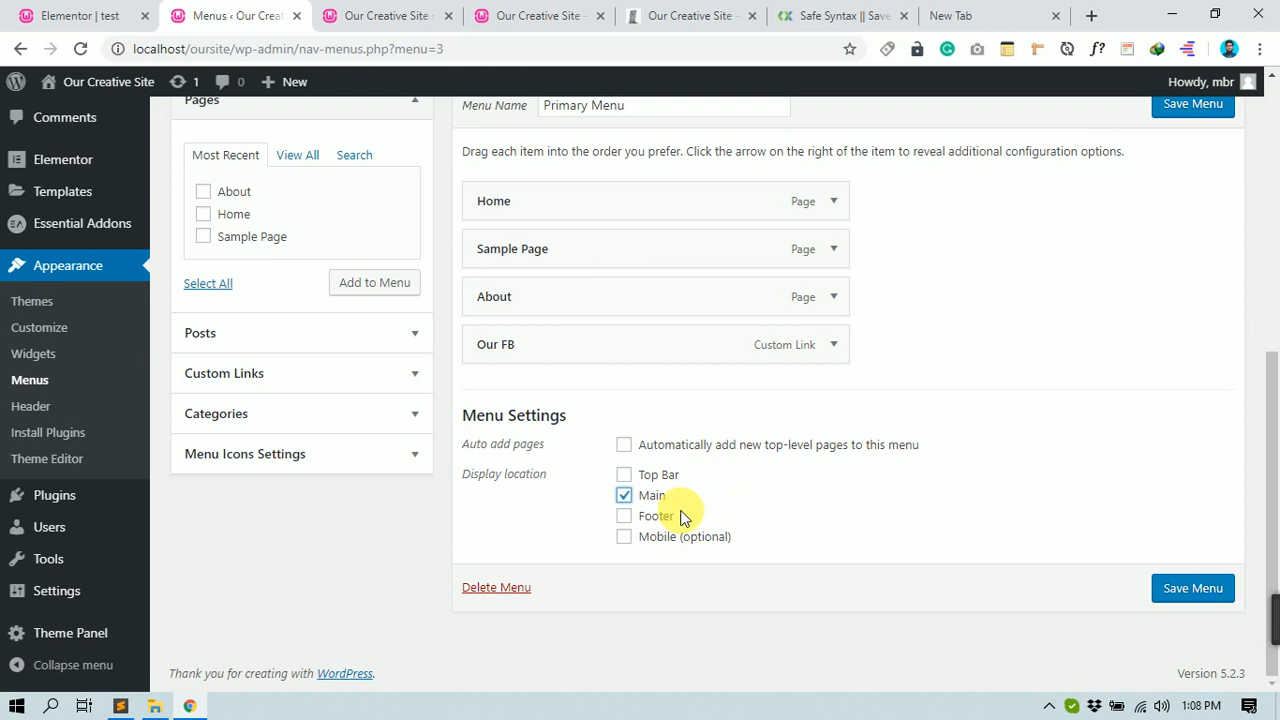 Elementor | test
Menus ‹ Our Creat
Our Creative Site ›
Our Creative Site –
Our Creative Site –
Safe Syntax || Save
New Tab
localhost/oursite/wp-admin/nav-menus.php?menu=3
Our Creative Site
1
0
New
Howdy, mbr
Comments
Elementor
Templates
Essential Addons
Appearance
Themes
Customize
Widgets
Menus
Header
Install Plugins
Theme Editor
Plugins
Users
Tools
Settings
Theme Panel
Collapse menu
Pages
Most Recent
View All
Search
About
Home
Sample Page
Select All
Add to Menu
Posts
Custom Links
Categories
Menu Icons Settings
Menu Name
Primary Menu
Save Menu
Drag each item into the order you prefer. Click the arrow on the right of the item to reveal additional configuration options.
Home Page
Sample Page Page
About Page
Our FB Custom Link
Menu Settings
Auto add pages
Automatically add new top-level pages to this menu
Display location
Top Bar
Main
Footer
Mobile (optional)
Delete Menu
Save Menu
Thank you for creating with WordPress.
Version 5.2.3
1:08 PM